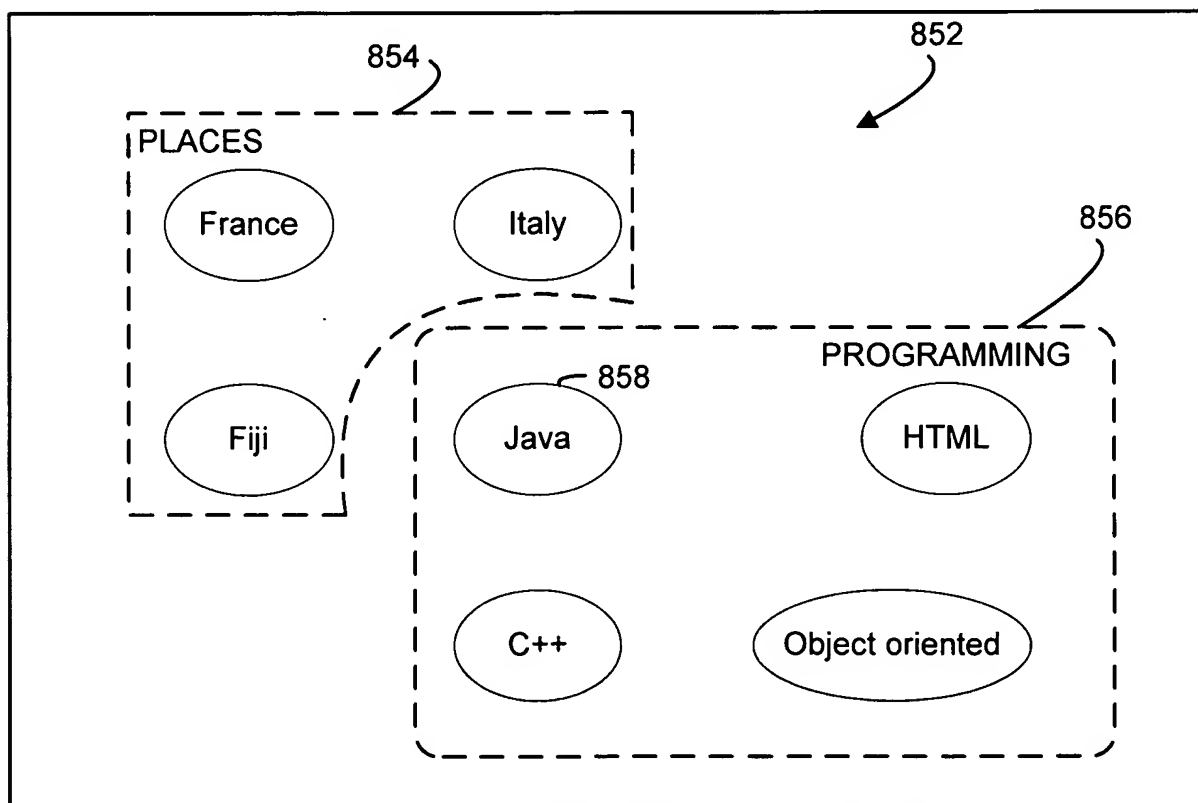 852
854
PLACES
France
Italy
856
PROGRAMMING
858
Java
HTML
Fiji
C++
Object oriented